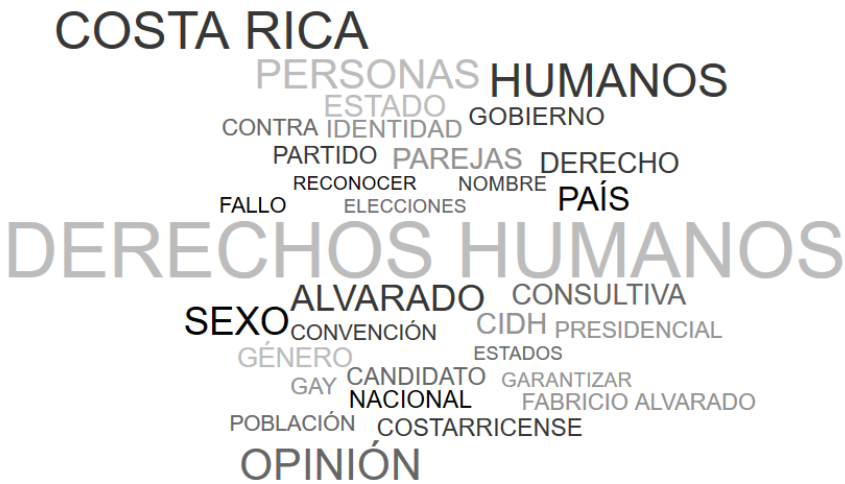 COSTA RICA
PERSONAS HUMANOS
ESTADO GOBIERNO
CONTRA IDENTIDAD
PARTIDO PAREJAS DERECHO
RECONOCER NOMBRE PAÍS
FALLO ELECCIONES
DERECHOS HUMANOS
ALVARADO CONSULTIVA
SEXO CONVENCIÓN CIDH PRESIDENCIAL
GÉNERO ESTADOS
GAY CANDIDATO GARANTIZAR
NACIONAL FABRICIO ALVARADO
POBLACIÓN COSTARRICENSE
OPINIÓN